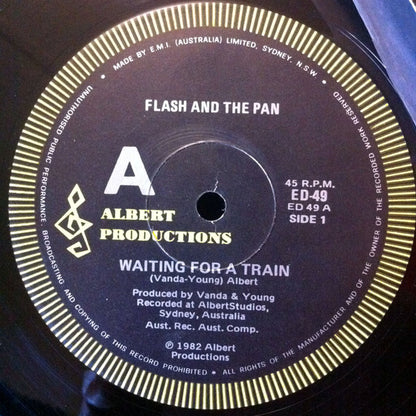 • MADE BY E.M.I. (AUSTRALIA) LIMITED, SYDNEY, N.S.W •
UNAUTHORISED PUBLIC PERFORMANCE, BROADCASTING AND COPYING OF THIS RECORD PROHIBITED • ALL RIGHTS OF THE MANUFACTURER AND OF THE OWNER OF THE RECORDED WORK RESERVED
FLASH AND THE PAN
A
45 R.P.M.
ED-49
ED 49 A
SIDE 1
ALBERT
PRODUCTIONS
WAITING FOR A TRAIN
(Vanda-Young) Albert
Produced by Vanda & Young
Recorded at AlbertStudios,
Sydney, Australia
Aust. Rec. Aust. Comp.
℗ 1982 Albert
Productions